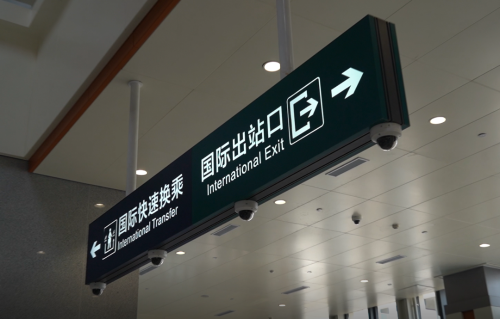 国际快速换乘
International Transfer
国际出站口
International Exit